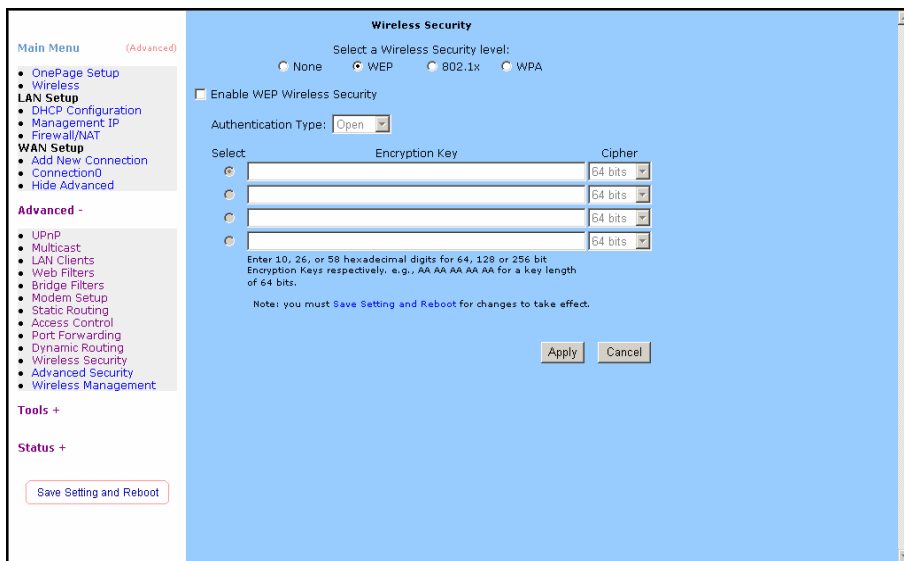 Main Menu (Advanced)
OnePage Setup
Wireless
LAN Setup
DHCP Configuration
Management IP
Firewall/NAT
WAN Setup
Add New Connection
Connection0
Hide Advanced
Advanced -
UPnP
Multicast
LAN Clients
Web Filters
Bridge Filters
Modem Setup
Static Routing
Access Control
Port Forwarding
Dynamic Routing
Wireless Security
Advanced Security
Wireless Management
Tools +
Status +
Save Setting and Reboot
Wireless Security
Select a Wireless Security level:
None WEP 802.1x WPA
Enable WEP Wireless Security
Authentication Type: Open
Select Encryption Key Cipher
64 bits
64 bits
64 bits
64 bits
Enter 10, 26, or 58 hexadecimal digits for 64, 128 or 256 bit
Encryption Keys respectively. e.g., AA AA AA AA AA for a key length
of 64 bits.
Note: you must Save Setting and Reboot for changes to take effect.
Apply Cancel